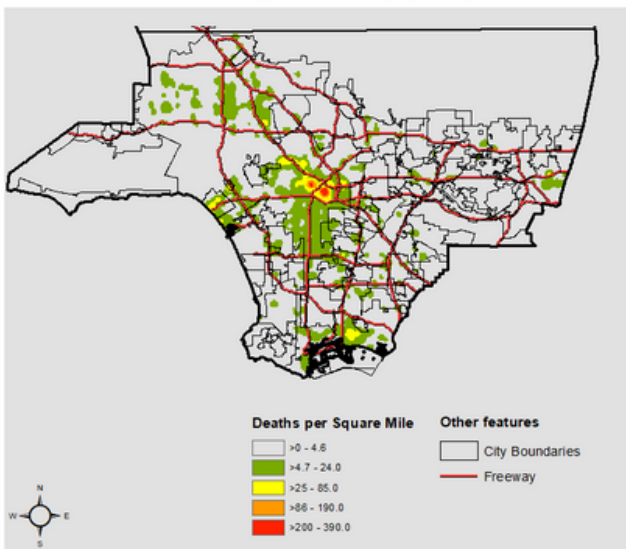 Deaths per Square Mile
>0 - 4.6
>4.7 - 24.0
>25 - 85.0
>86 - 190.0
>200 - 390.0
Other features
City Boundaries
Freeway
N
W E
S